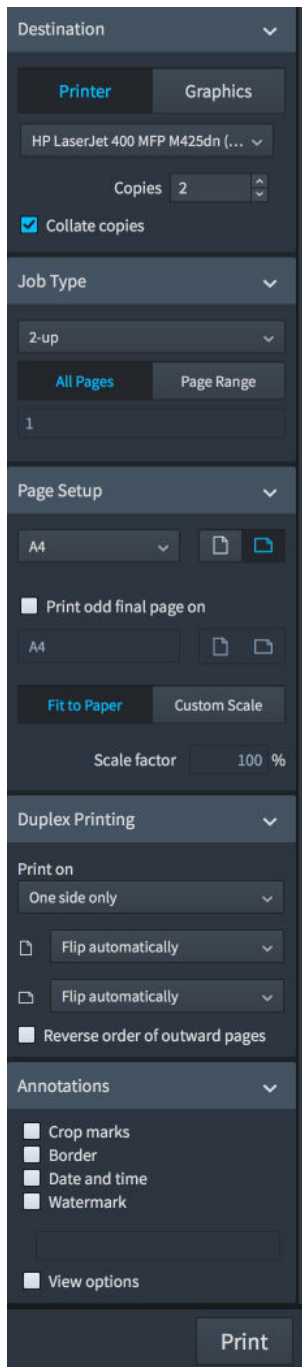 Destination
Printer Graphics
HP LaserJet 400 MFP M425dn (...
Copies 2
Collate copies
Job Type
2-up
All Pages Page Range
1
Page Setup
A4
Print odd final page on
A4
Fit to Paper Custom Scale
Scale factor 100 %
Duplex Printing
Print on
One side only
Flip automatically
Flip automatically
Reverse order of outward pages
Annotations
Crop marks
Border
Date and time
Watermark
View options
Print